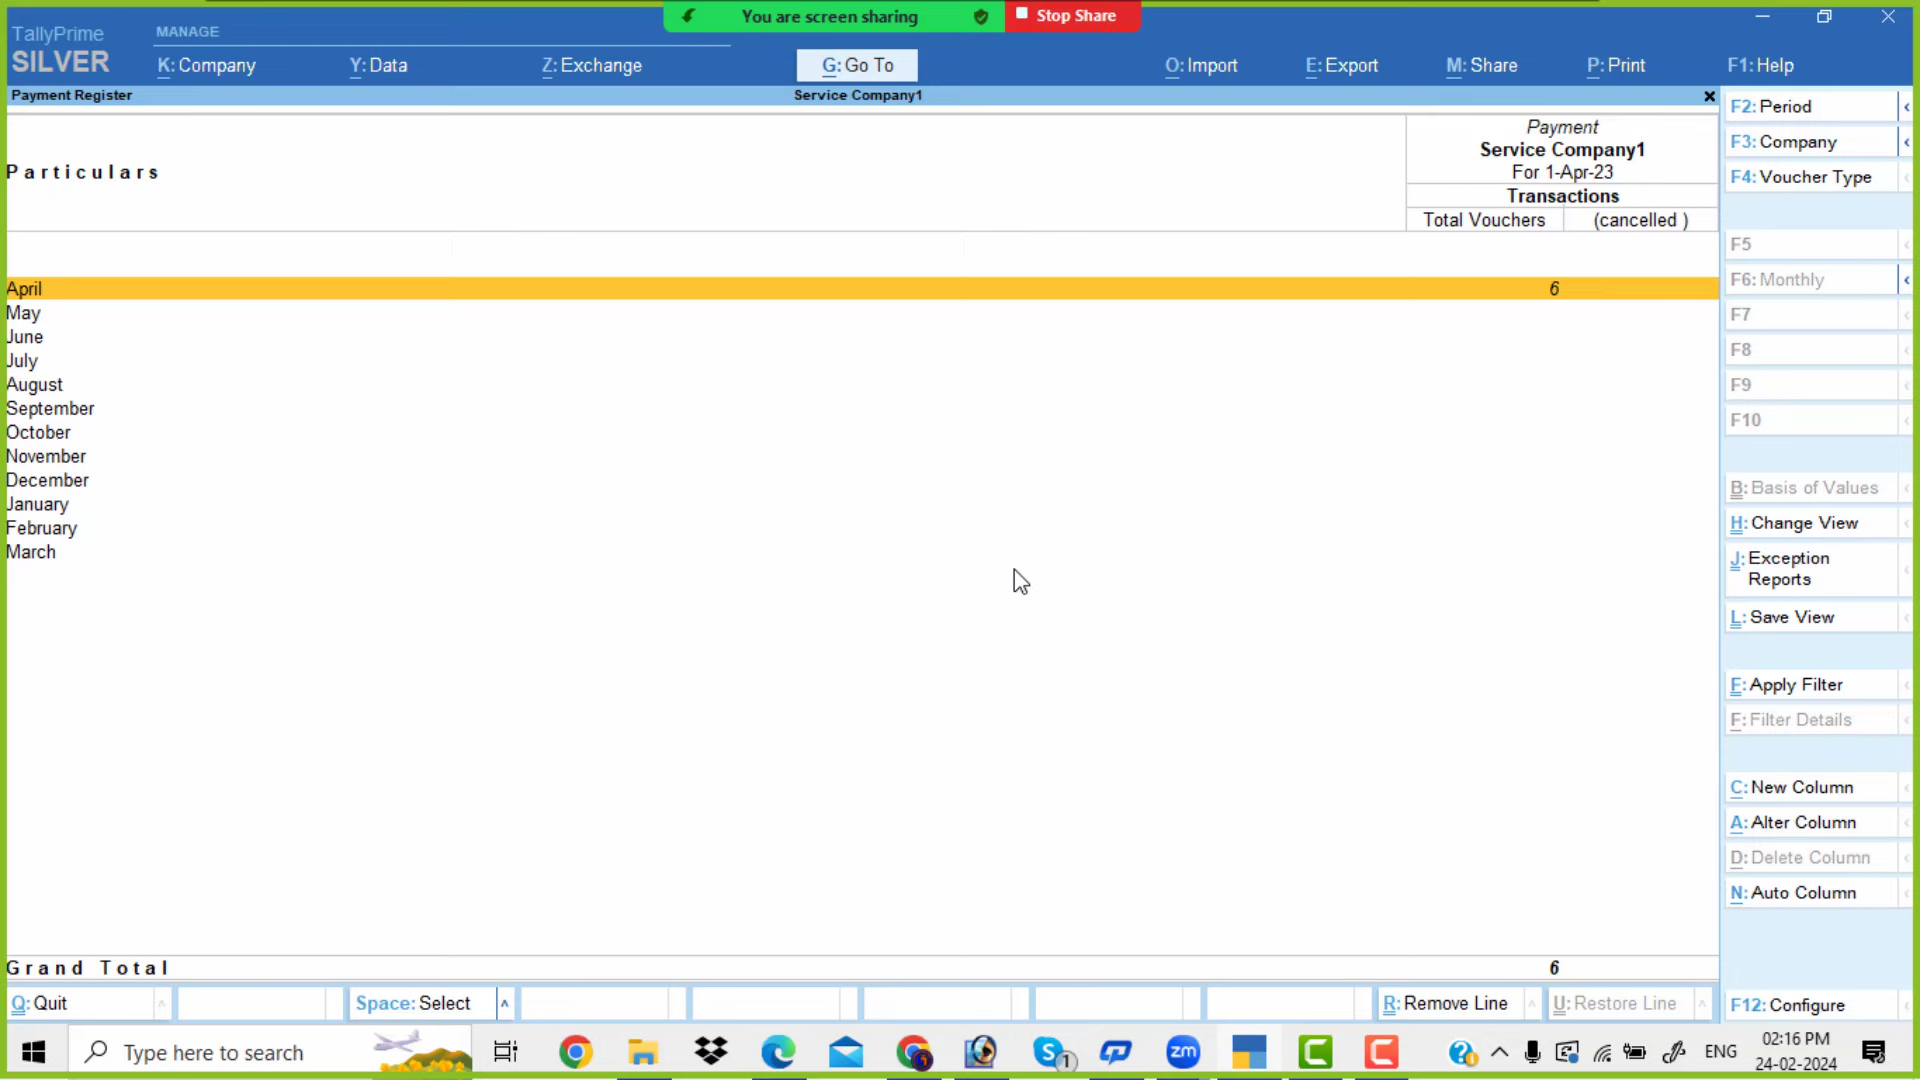 You are screen sharing
Stop Share
TallyPrime
SILVER
MANAGE
K: Company
Y: Data
Z: Exchange
G: Go To
O: Import
E: Export
M: Share
P: Print
F1: Help
Payment Register
Service Company1
Particulars
Payment
Service Company1
For 1-Apr-23
Transactions
Total Vouchers
(cancelled )
April 6
May
June
July
August
September
October
November
December
January
February
March
Grand Total 6
F2: Period
F3: Company
F4: Voucher Type
F5
F6: Monthly
F7
F8
F9
F10
B: Basis of Values
H: Change View
J: Exception
Reports
L: Save View
F: Apply Filter
F: Filter Details
C: New Column
A: Alter Column
D: Delete Column
N: Auto Column
F12: Configure
Q: Quit
Space: Select
R: Remove Line
U: Restore Line
Type here to search
S
1
zm
C
C
ENG
02:16 PM
24-02-2024